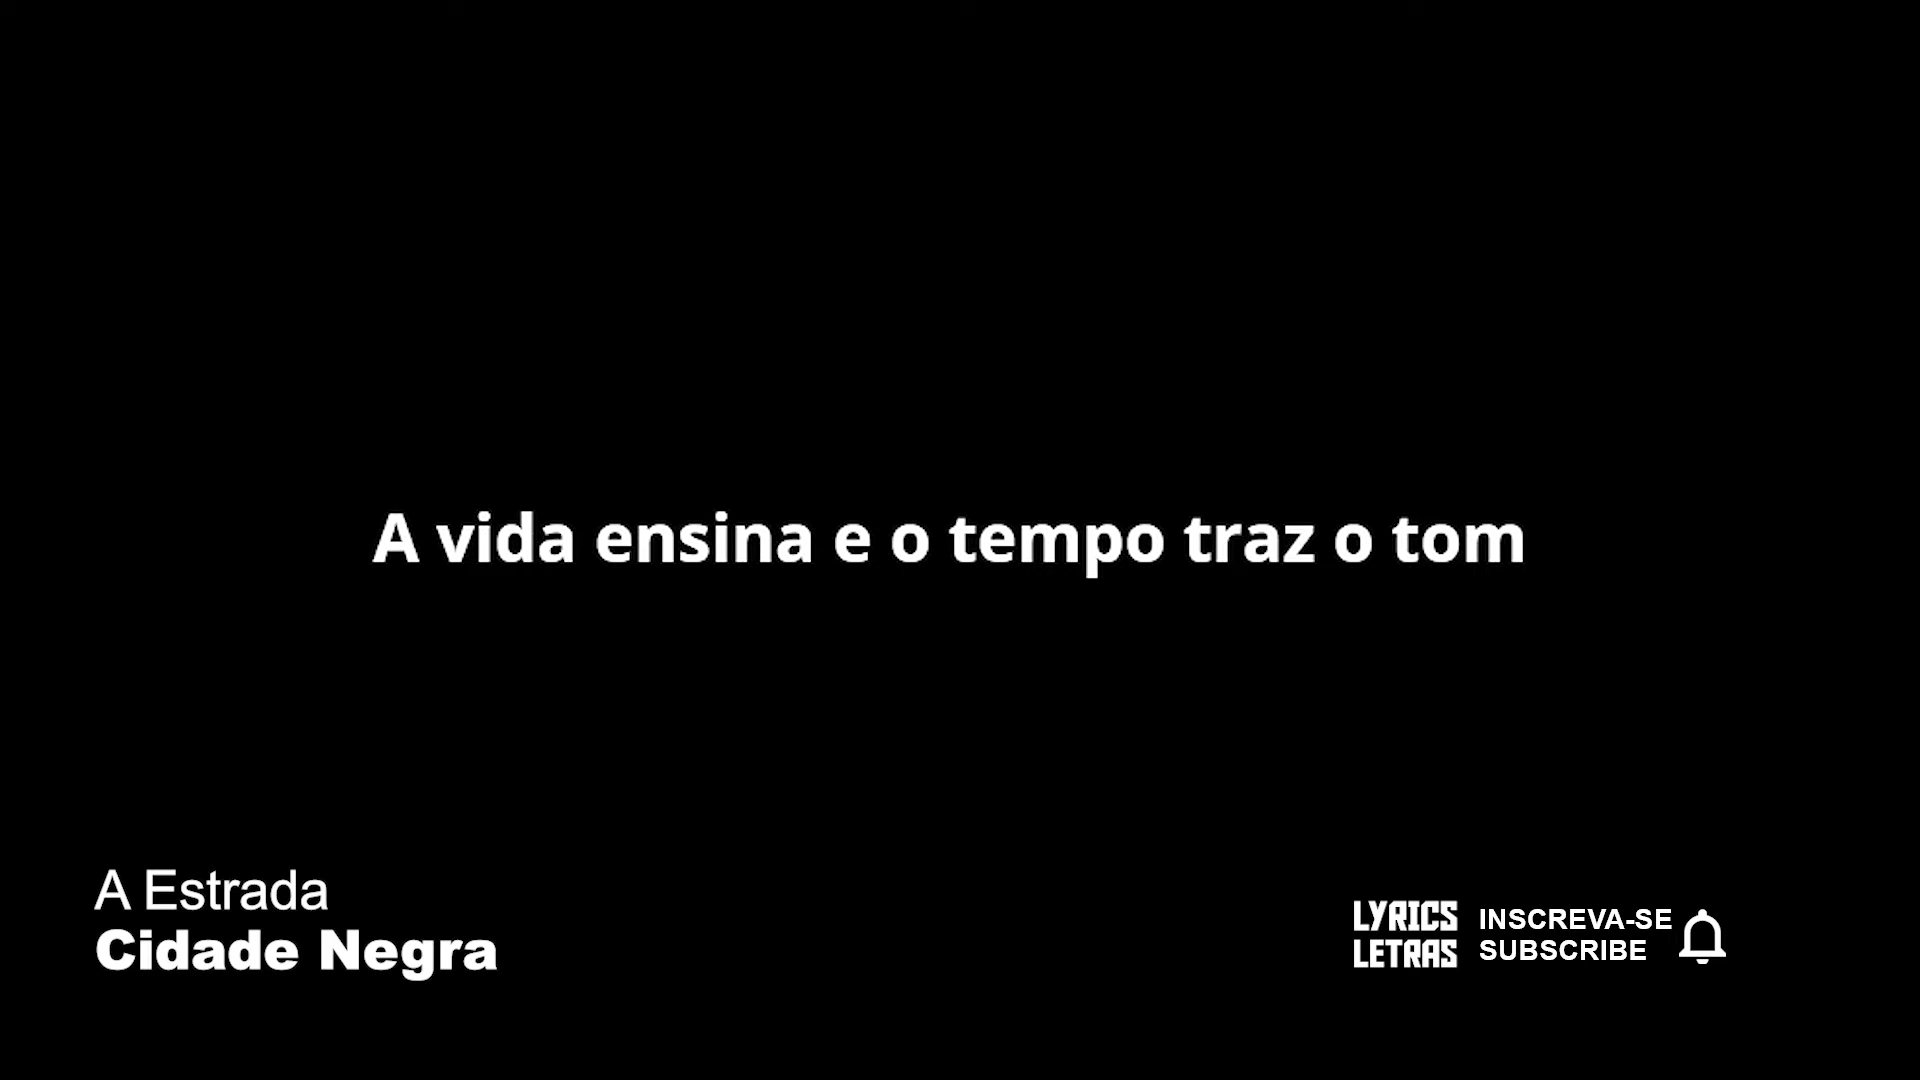 A vida ensina e o tempo traz o tom
A Estrada
Cidade Negra
LYRICS
LETRAS
INSCREVA-SE
SUBSCRIBE